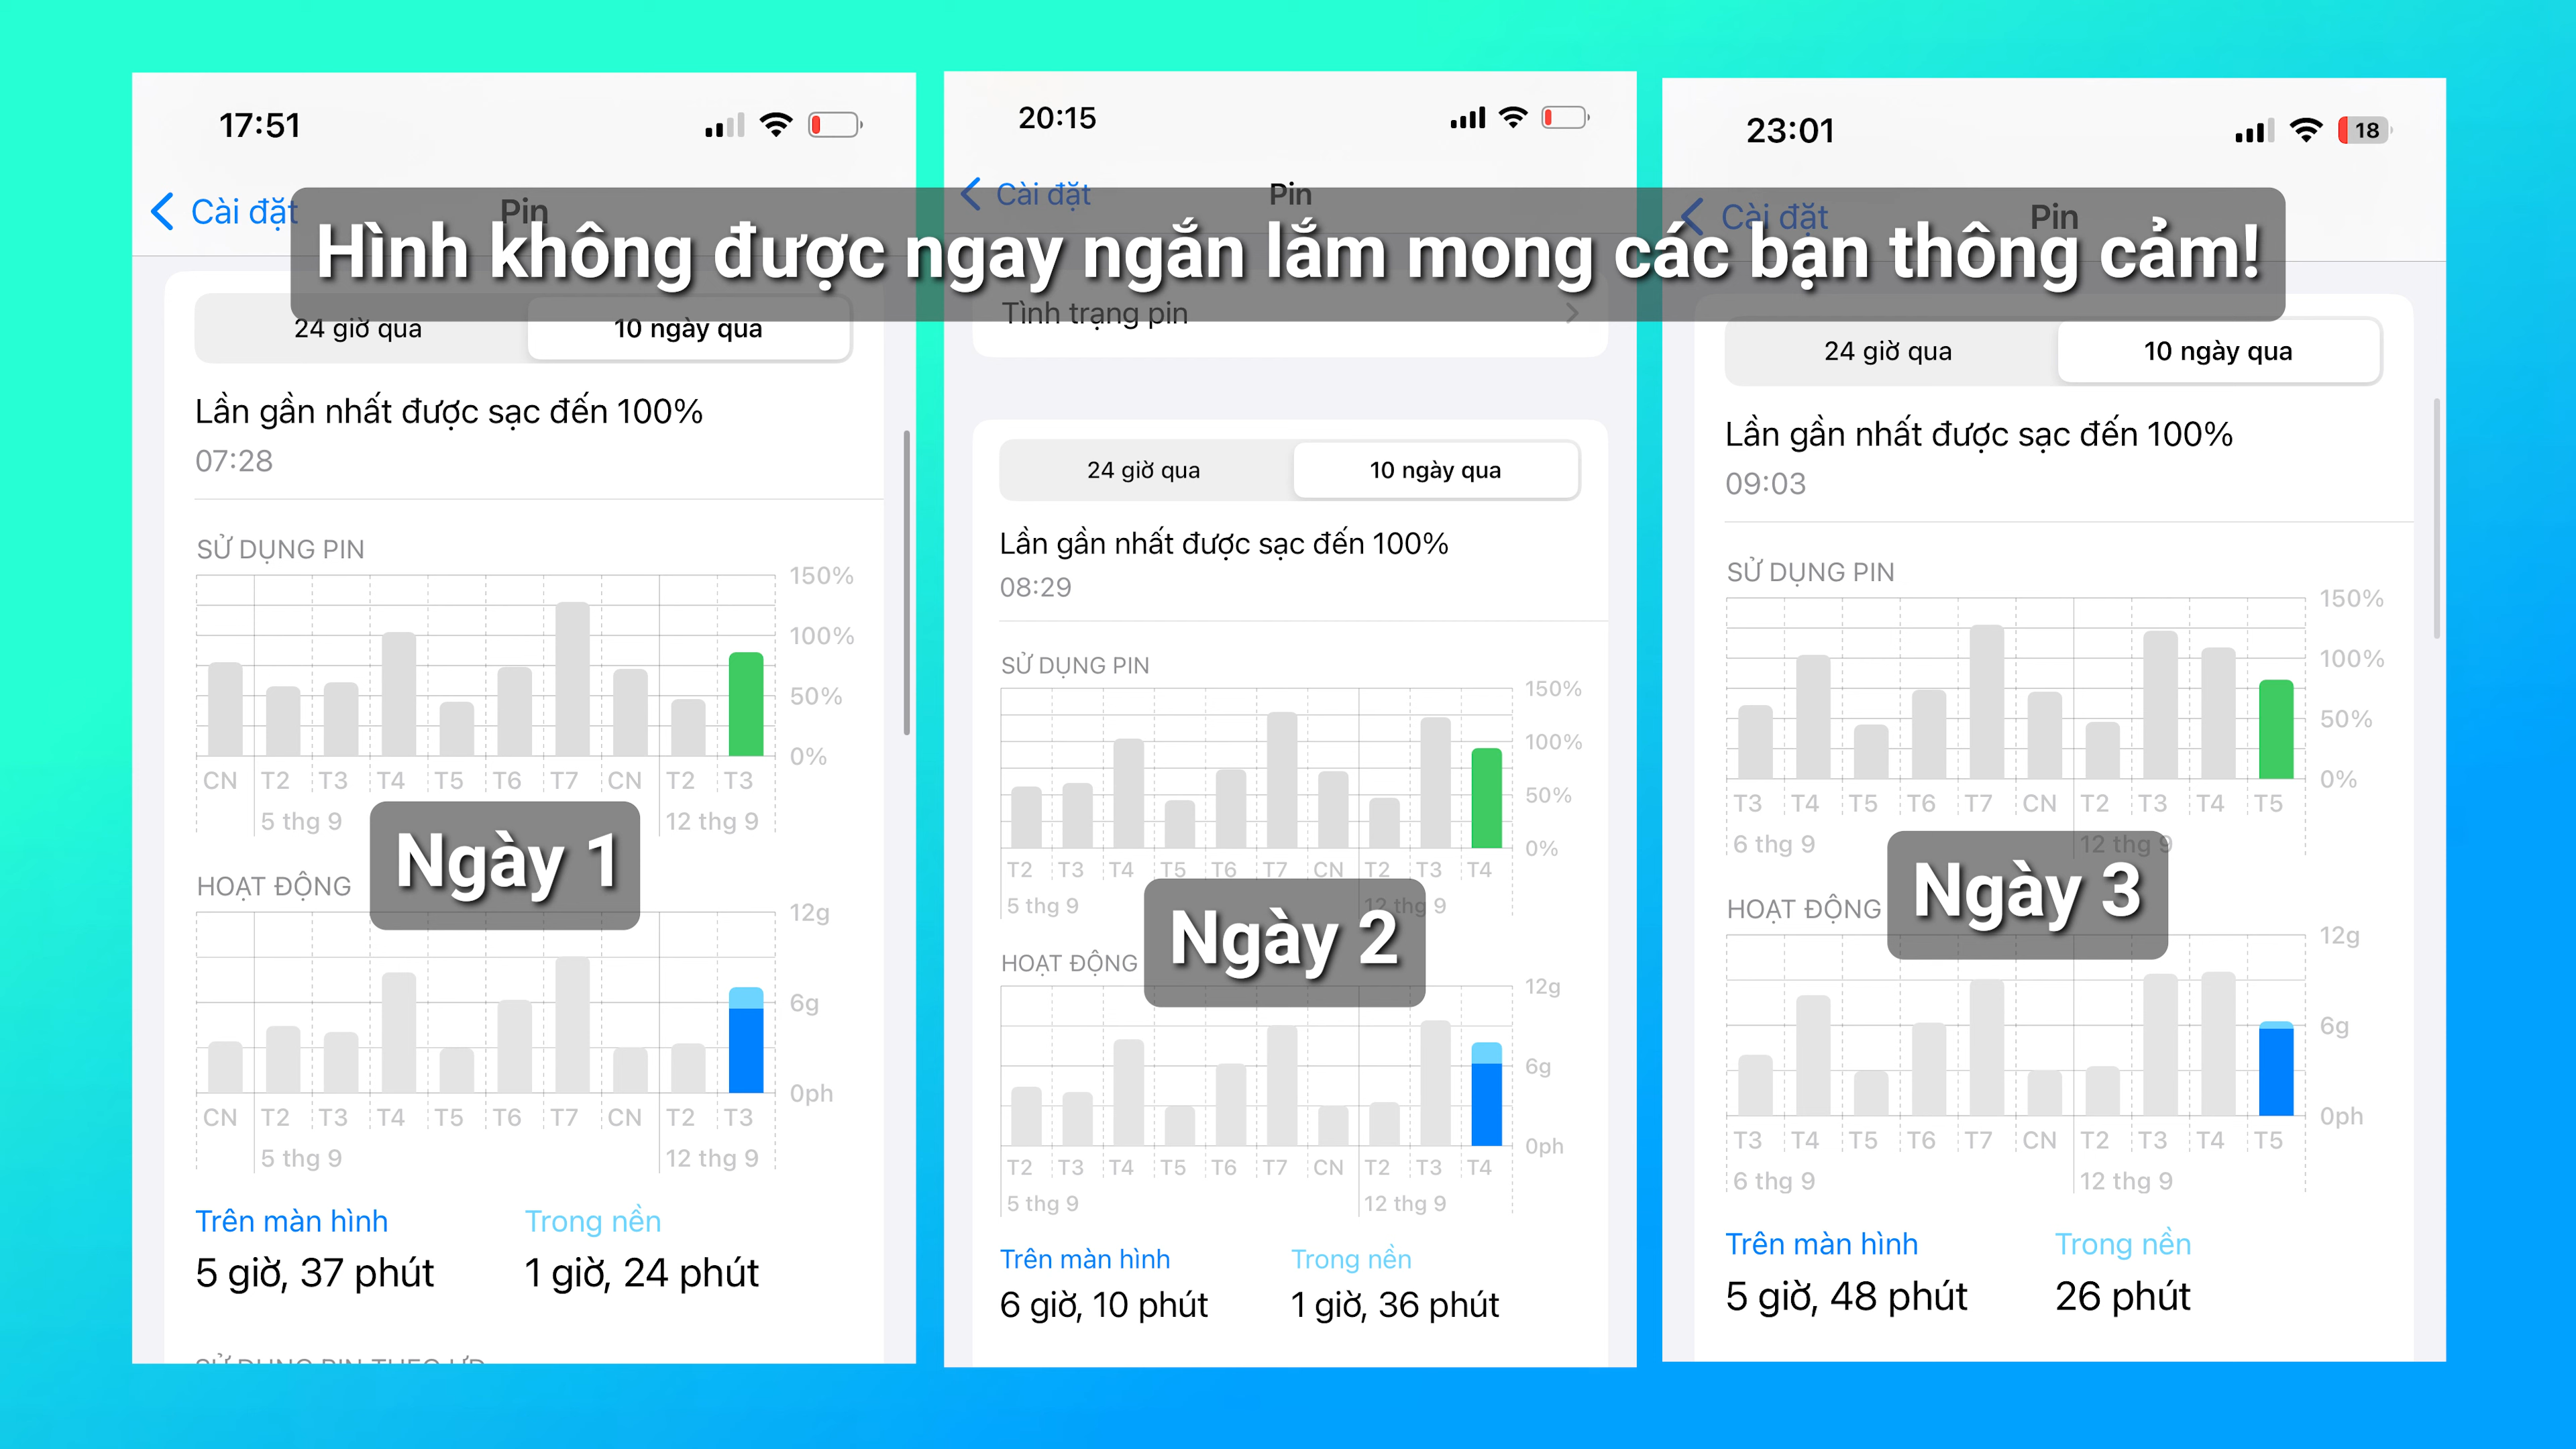 Hình không được ngay ngắn lắm mong các bạn thông cảm!
17:51
Cài đặt
Pin
24 giờ qua
10 ngày qua
Lần gần nhất được sạc đến 100%
07:28
SỬ DỤNG PIN
150%
100%
50%
0%
CN T2 T3 T4 T5 T6 T7 CN T2 T3
5 thg 9 12 thg 9
Ngày 1
HOẠT ĐỘNG
12g
6g
0ph
CN T2 T3 T4 T5 T6 T7 CN T2 T3
5 thg 9 12 thg 9
Trên màn hình Trong nền
5 giờ, 37 phút 1 giờ, 24 phút
SỬ DỤNG PIN THEO ỨD
20:15
Cài đặt
Pin
Tình trạng pin
24 giờ qua
10 ngày qua
Lần gần nhất được sạc đến 100%
08:29
SỬ DỤNG PIN
150%
100%
50%
0%
T2 T3 T4 T5 T6 T7 CN T2 T3 T4
5 thg 9 12 thg 9
Ngày 2
HOẠT ĐỘNG
12g
6g
0ph
T2 T3 T4 T5 T6 T7 CN T2 T3 T4
5 thg 9 12 thg 9
Trên màn hình Trong nền
6 giờ, 10 phút 1 giờ, 36 phút
23:01
18
Cài đặt
Pin
24 giờ qua
10 ngày qua
Lần gần nhất được sạc đến 100%
09:03
SỬ DỤNG PIN
150%
100%
50%
0%
T3 T4 T5 T6 T7 CN T2 T3 T4 T5
6 thg 9 12 thg 9
Ngày 3
HOẠT ĐỘNG
12g
6g
0ph
T3 T4 T5 T6 T7 CN T2 T3 T4 T5
6 thg 9 12 thg 9
Trên màn hình Trong nền
5 giờ, 48 phút 26 phút